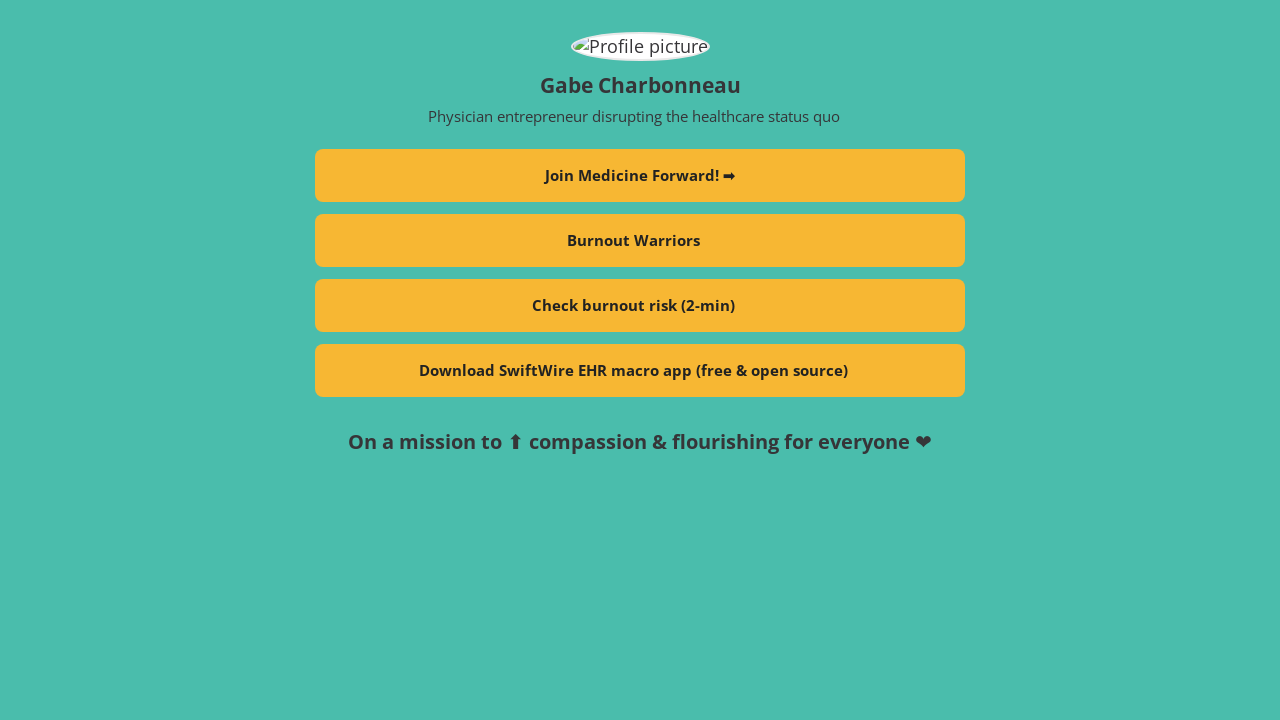 Profile picture
Gabe Charbonneau
Physician entrepreneur disrupting the healthcare status quo
Join Medicine Forward! ➡
Burnout Warriors
Check burnout risk (2-min)
Download SwiftWire EHR macro app (free & open source)
On a mission to ⬆ compassion & flourishing for everyone ❤